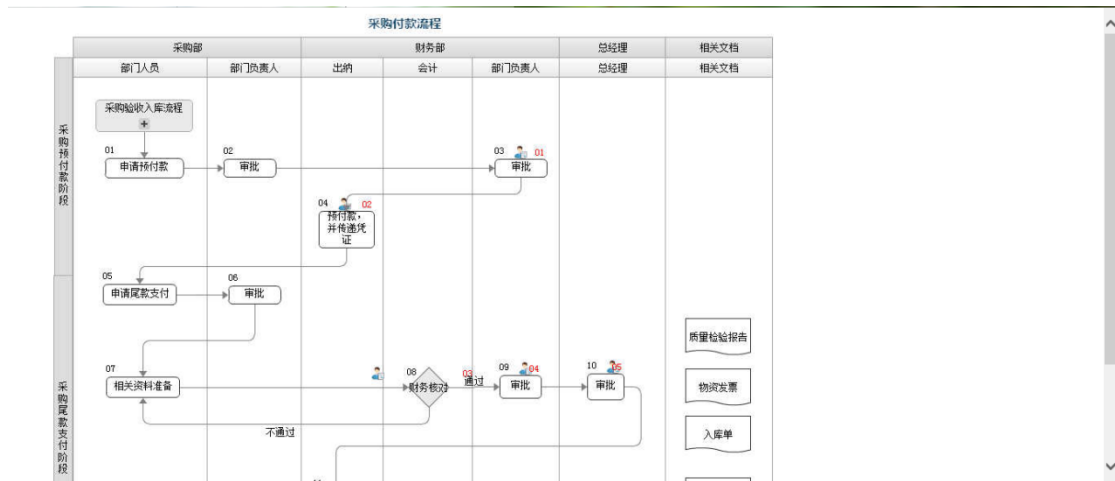 采购付款流程
采购部
财务部
总经理
相关文档
部门人员
部门负责人
出纳
会计
部门负责人
总经理
相关文档
采购预付款阶段
采购验收入库流程
01
申请预付款
02
审批
03
01
审批
04
02
预付款，
并传递凭
证
采购尾款支付阶段
05
申请尾款支付
06
审批
质量检验报告
07
相关资料准备
08
财务核对
03
通过
09
04
审批
10
05
审批
物资发票
不通过
入库单